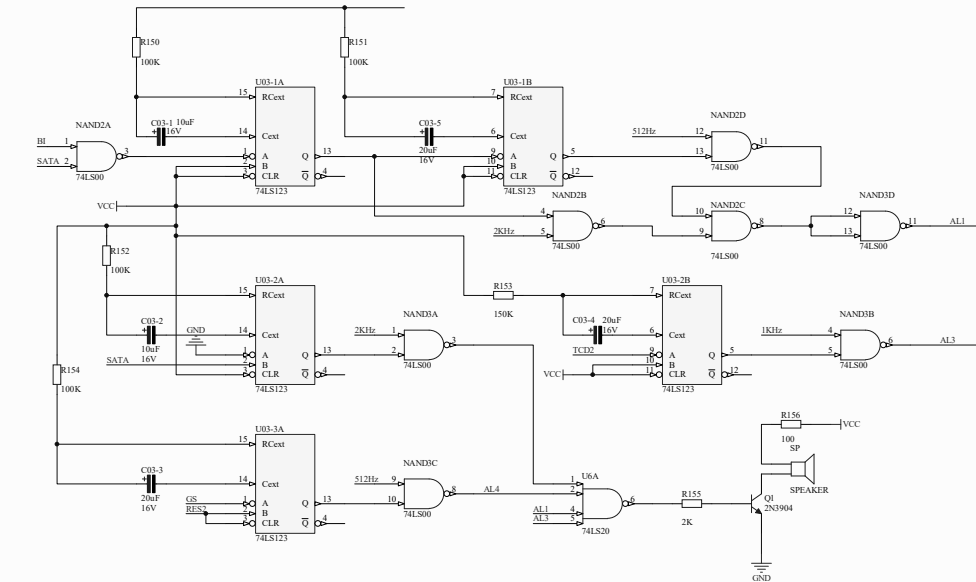 R150
100K
R151
100K
U03-1A
15 RCext
C03-1 10uF
16V
14 Cext
NAND2A
BI 1
SATA 2
3
74LS00
1 A Q 13
2 B
3 CLR Q 4
74LS123
U03-1B
7 RCext
C03-5
20uF
16V
6 Cext
9 A Q 5
10 B
11 CLR Q 12
74LS123
NAND2D
512Hz 12
13
11
74LS00
VCC
NAND2B
4
2KHz 5
6
74LS00
NAND2C
10
9
8
74LS00
NAND3D
12
13
11
AL1
74LS00
R152
100K
U03-2A
15 RCext
C03-2
10uF
16V
GND
14 Cext
1 A Q 13
SATA 2 B
3 CLR Q 4
74LS123
NAND3A
2KHz 1
2
3
74LS00
R153
150K
U03-2B
7 RCext
C03-4 20uF
16V
6 Cext
TCD2 9 A Q 5
10 B
VCC 11 CLR Q 12
74LS123
NAND3B
1KHz 4
5
6
AL3
74LS00
R154
100K
U03-3A
15 RCext
C03-3
20uF
16V
14 Cext
GS 1 A Q 13
RES2 2 B
3 CLR Q 4
74LS123
NAND3C
512Hz 9
10
8
AL4
74LS00
U6A
1
2
AL1 4
AL3 5
6
74LS20
R155
2K
R156
100
VCC
SP
SPEAKER
Q1
2N3904
GND